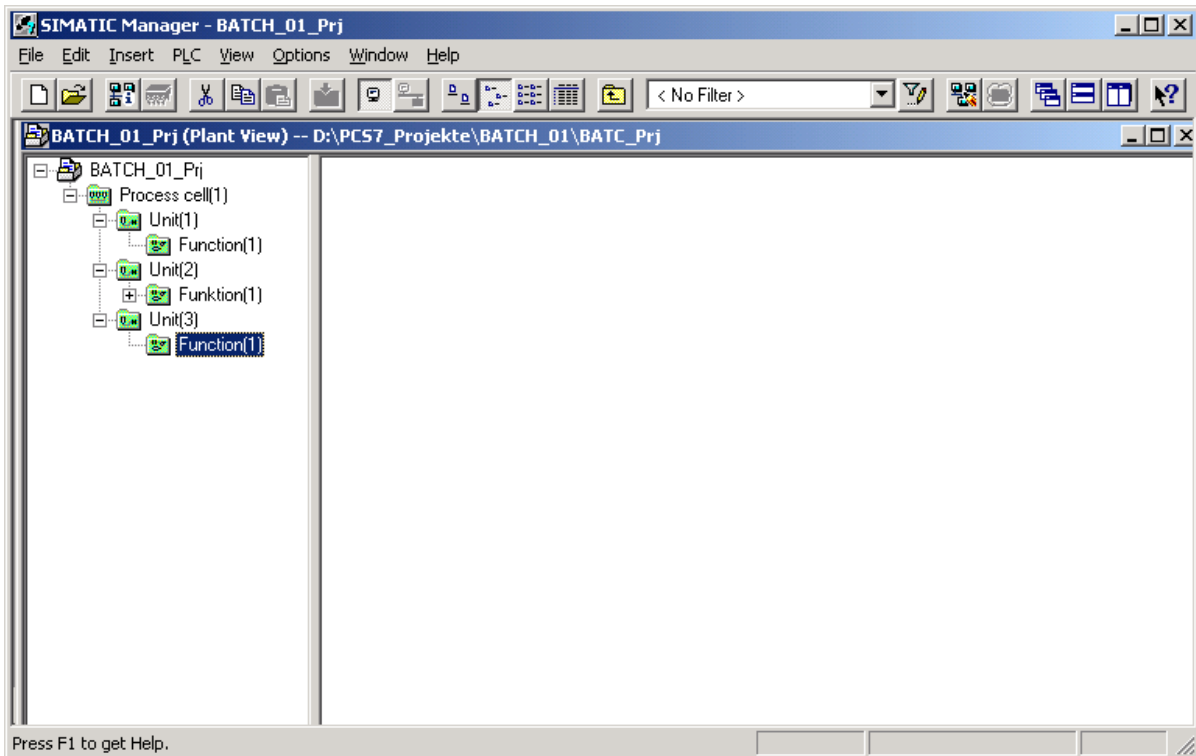 SIMATIC Manager - BATCH_01_Prj
File Edit Insert PLC View Options Window Help
< No Filter >
BATCH_01_Prj (Plant View) -- D:\PCS7_Projekte\BATCH_01\BATC_Prj
BATCH_01_Prj
Process cell(1)
Unit(1)
Function(1)
Unit(2)
Funktion(1)
Unit(3)
Function(1)
Press F1 to get Help.